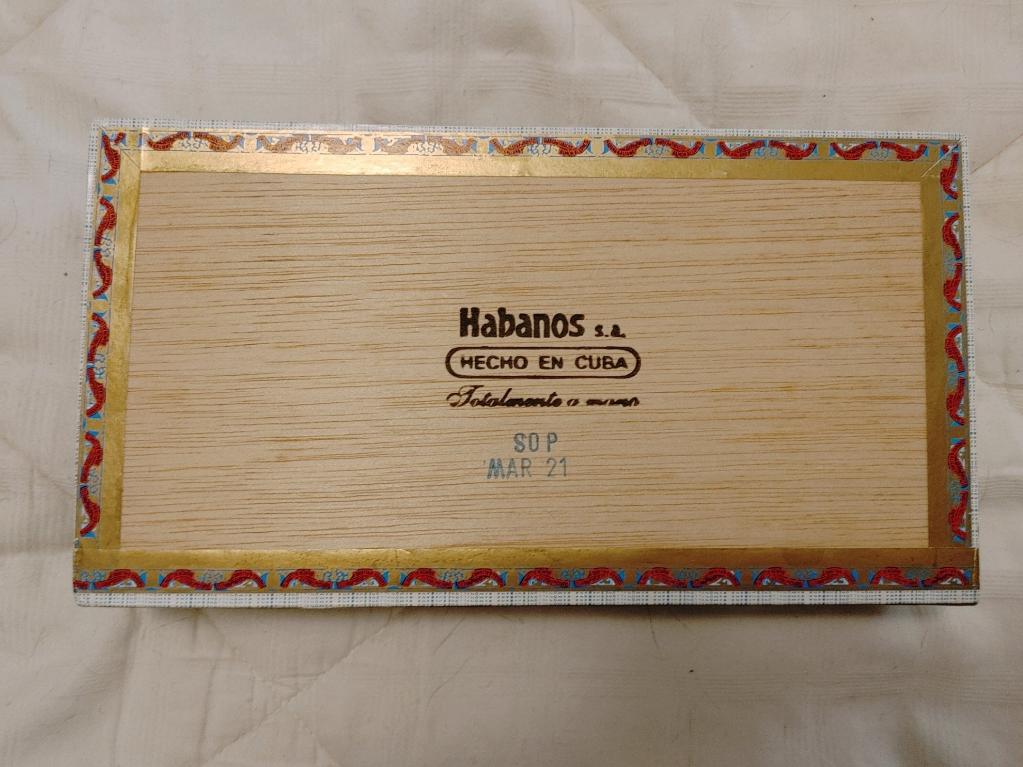 Habanos s.a.
HECHO EN CUBA
Totalmente a mano
SOP
MAR 21